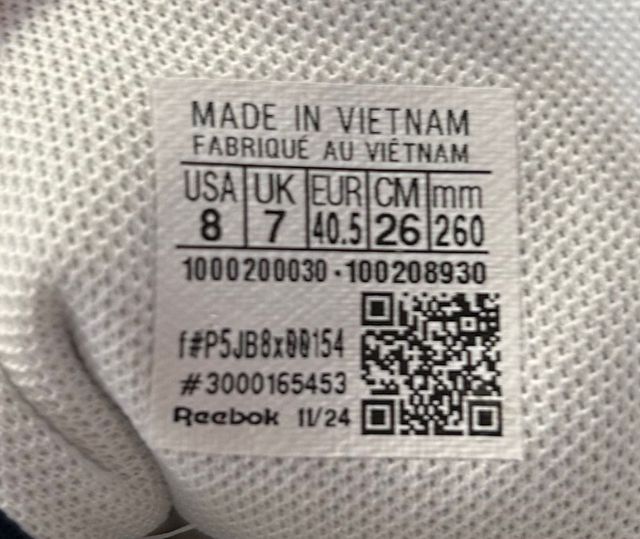 MADE IN VIETNAM
FABRIQUÉ AU VIÊTNAM
USA UK EUR CM mm
8 7 40.5 26 260
1000200030-100208930
f#P5JB8x00154
#3000165453
Reebok 11/24